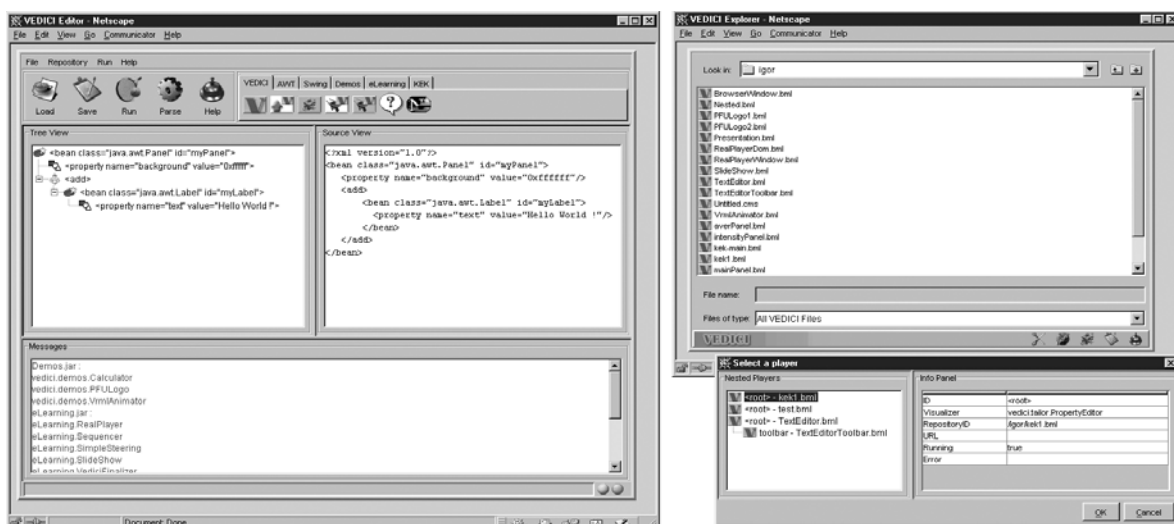 VEDICI Editor - Netscape
File Edit View Go Communicator Help
File Repository Run Help
Load Save Run Parse Help
VEDICI AWT Swing Demos eLearning KEK
Tree View
<bean class="java.awt.Panel" id="myPanel">
<property name="background" value="0xffffff">
<add>
<bean class="java.awt.Label" id="myLabel">
<property name="text" value="Hello World !">
Source View
<?xml version="1.0"?>
<bean class="java.awt.Panel" id="myPanel">
<property name="background" value="0xffffff"/>
<add>
<bean class="java.awt.Label" id="myLabel">
<property name="text" value="Hello World !"/>
</bean>
</add>
</bean>
Messages
Demos.jar :
vedici.demos.Calculator
vedici.demos.PFULogo
vedici.demos.VrmlAnimator
eLearning.jar :
eLearning.RealPlayer
eLearning.Sequencer
eLearning.SimpleSteering
eLearning.SlideShow
eLearning.VediciFinalizer
Document: Done
VEDICI Explorer - Netscape
File Edit View Go Communicator Help
Look in: igor
BrowserWindow.bml
Nested.bml
PFULogo1.bml
PFULogo2.bml
Presentation.bml
RealPlayerDom.bml
RealPlayerWindow.bml
SlideShow.bml
TextEditor.bml
TextEditorToolbar.bml
Untitled.cms
VrmlAnimator.bml
averPanel.bml
intensityPanel.bml
kek-main.bml
kek1.bml
mainPanel.bml
File name:
Files of type: All VEDICI Files
VEDICI
Select a player
Nested Players
<root> - kek1.bml
<root> - test.bml
<root> - TextEditor.bml
toolbar - TextEditorToolbar.bml
Info Panel
ID <root>
Visualizer vedici.tailor.PropertyEditor
RepositoryID /igor/kek1.bml
URL
Running true
Error
OK Cancel